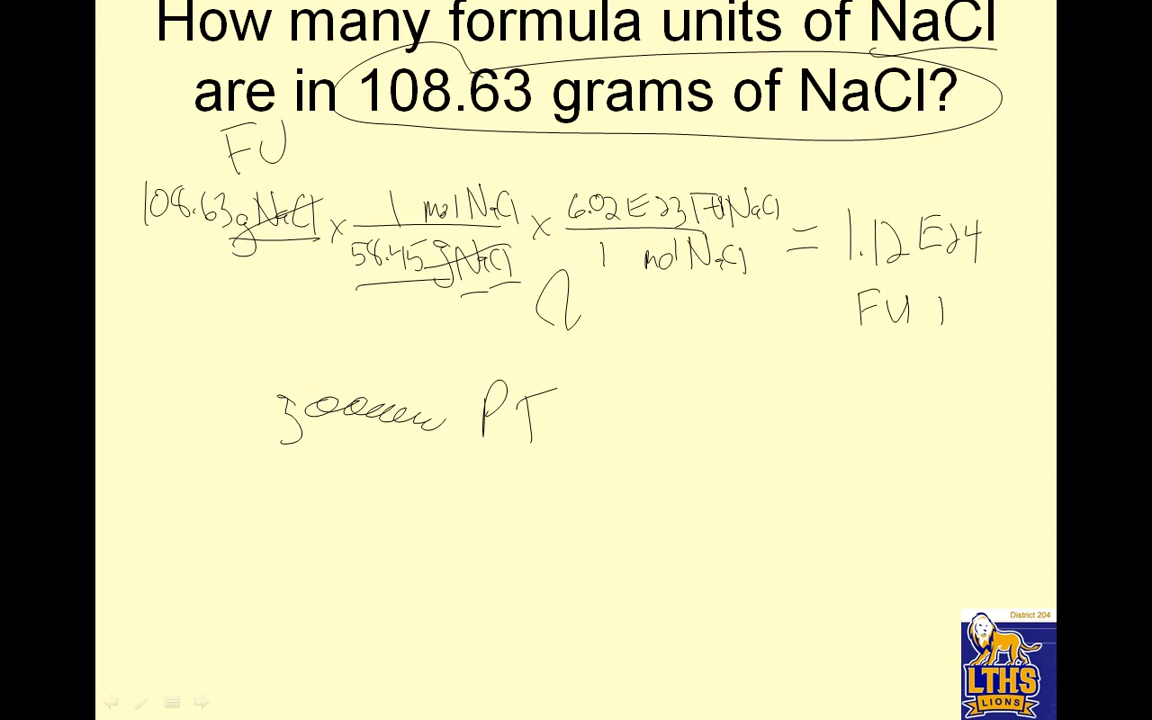 How many formula units of NaCl
are in 108.63 grams of NaCl?
FU
108.63 g NaCl x 1 mol NaCl x 6.02E23 NaCl = 1.12E24
58.45 g NaCl 1 mol NaCl
FU
PT
District 204
LTHS
LIONS